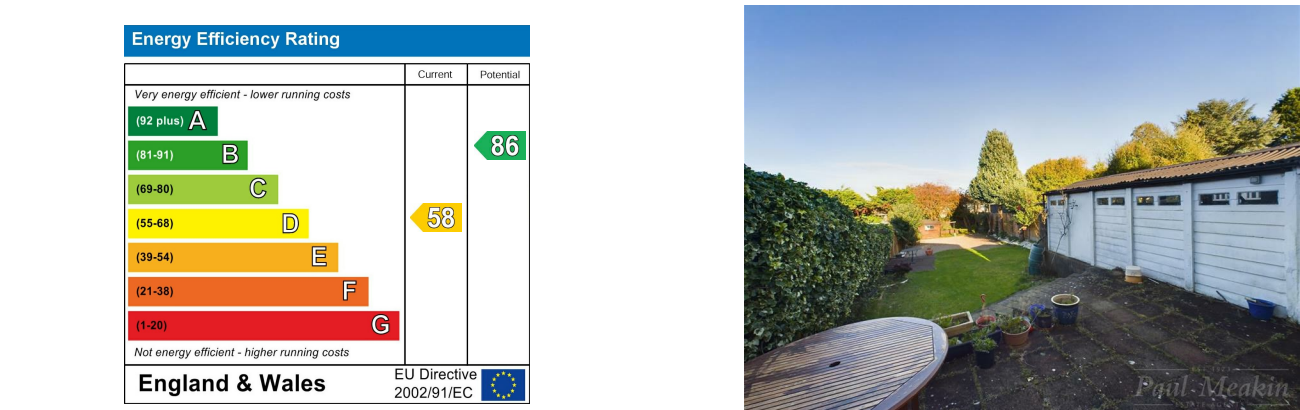 Energy Efficiency Rating
Current Potential
Very energy efficient - lower running costs
(92 plus) A
(81-91) B
86
(69-80) C
(55-68) D
58
(39-54) E
(21-38) F
(1-20) G
Not energy efficient - higher running costs
England & Wales
EU Directive
2002/91/EC
Paul Meakin